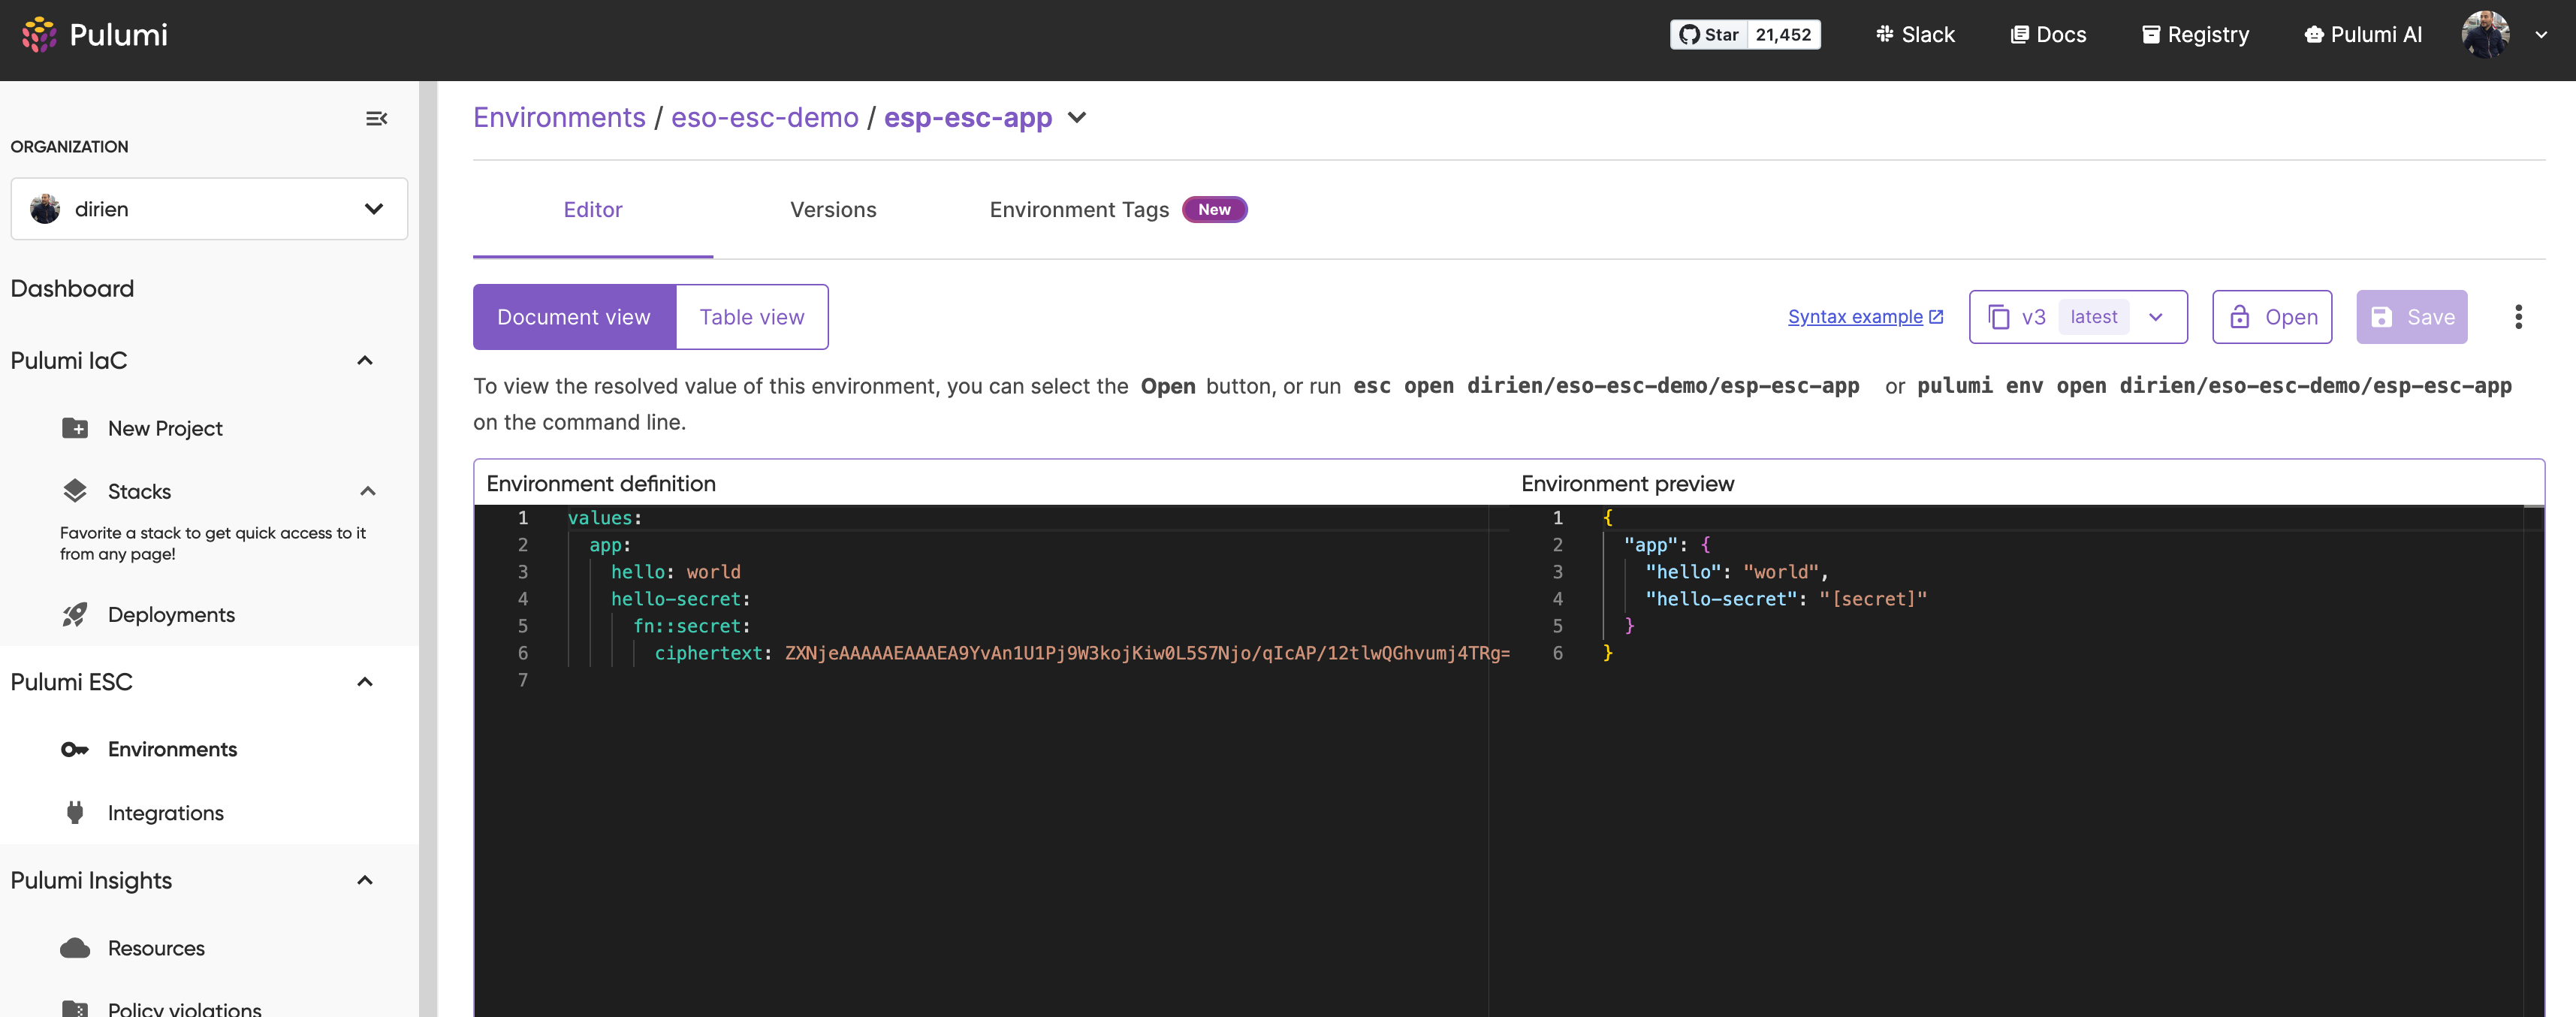 Pulumi
Star 21,452
Slack
Docs
Registry
Pulumi AI
ORGANIZATION
dirien
Dashboard
Pulumi IaC
New Project
Stacks
Favorite a stack to get quick access to it
from any page!
Deployments
Pulumi ESC
Environments
Integrations
Pulumi Insights
Resources
Policy violations
Environments / eso-esc-demo / esp-esc-app
Editor
Versions
Environment Tags New
Document view
Table view
Syntax example
v3 latest
Open
Save
To view the resolved value of this environment, you can select the Open button, or run esc open dirien/eso-esc-demo/esp-esc-app or pulumi env open dirien/eso-esc-demo/esp-esc-app
on the command line.
Environment definition
1 values:
2 app:
3 hello: world
4 hello-secret:
5 fn::secret:
6 ciphertext: ZXNjeAAAAAEAAAEA9YvAn1U1Pj9W3kojKiw0L5S7Njo/qIcAP/12tlwQGhvumj4TRg=
7
Environment preview
1 {
2 "app": {
3 "hello": "world",
4 "hello-secret": "[secret]"
5 }
6 }